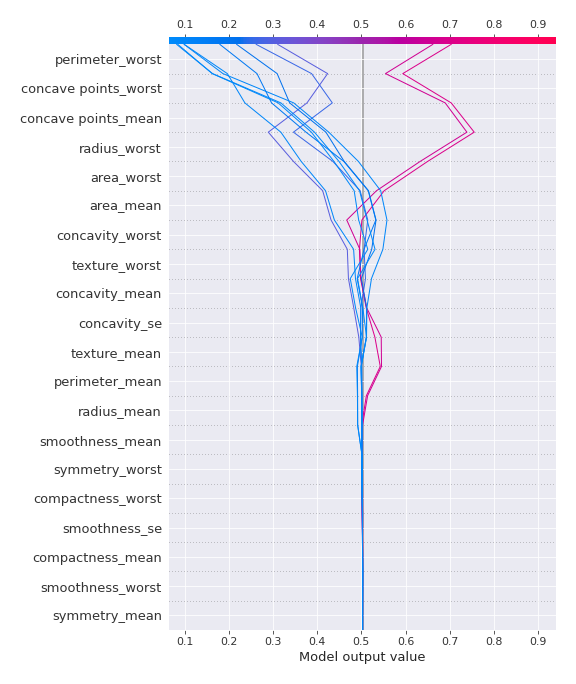 0.1 0.2 0.3 0.4 0.5 0.6 0.7 0.8 0.9
perimeter_worst
concave points_worst
concave points_mean
radius_worst
area_worst
area_mean
concavity_worst
texture_worst
concavity_mean
concavity_se
texture_mean
perimeter_mean
radius_mean
smoothness_mean
symmetry_worst
compactness_worst
smoothness_se
compactness_mean
smoothness_worst
symmetry_mean
0.1 0.2 0.3 0.4 0.5 0.6 0.7 0.8 0.9
Model output value